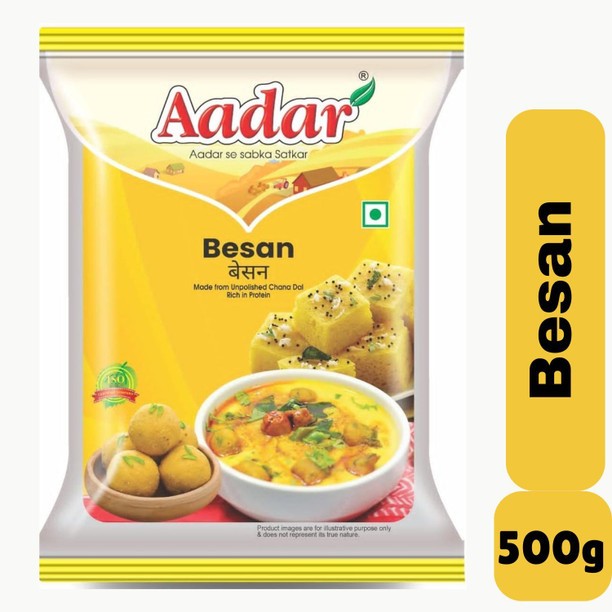 ®
Aadar
Aadar se sabka Satkar
Besan
बेसन
Made from Unpolished Chana Dal
Rich in Protein
ISO
Product images are for illustrative purpose only
& does not represent its true nature.
Besan
500g